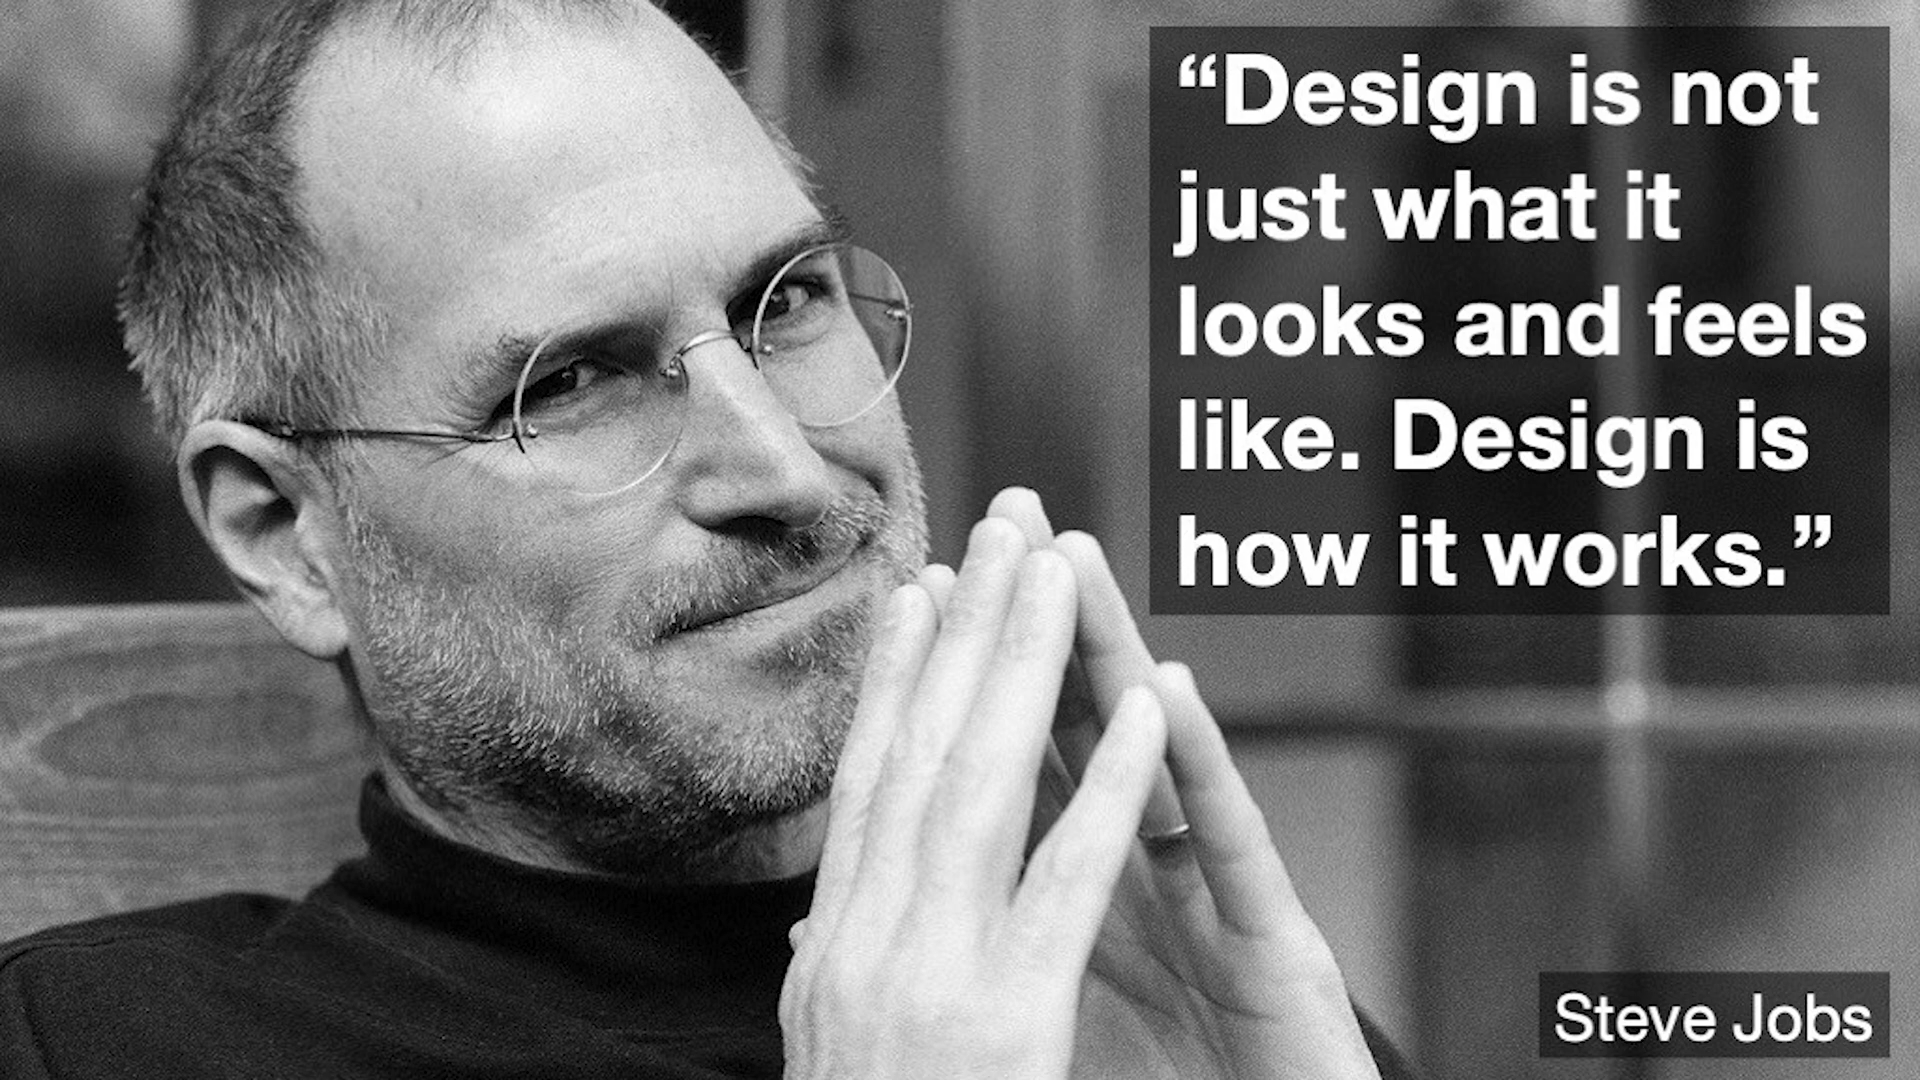 “Design is not
just what it
looks and feels
like. Design is
how it works.”
Steve Jobs